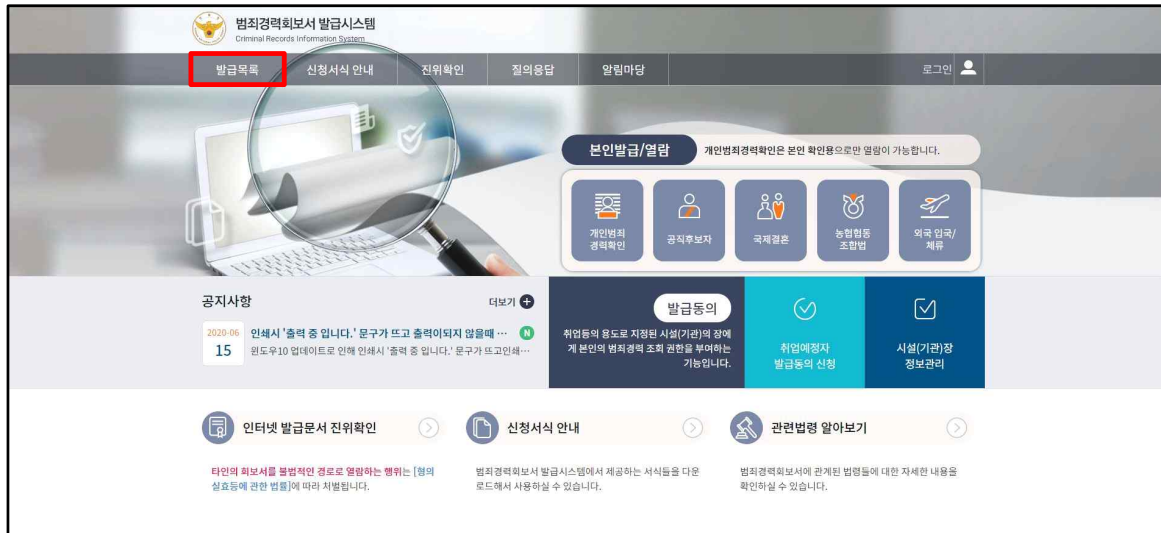 범죄경력회보서 발급시스템
Criminal Records Information System
발급목록 신청서식 안내 진위확인 질의응답 알림마당 로그인
본인발급/열람 개인범죄경력확인은 본인 확인용으로만 열람이 가능합니다.
개인범죄
경력확인
공직후보자
국제결혼
농협협동
조합법
외국 입국/
체류
공지사항 더보기
2020-06
15
인쇄시 '출력 중 입니다.' 문구가 뜨고 출력이되지 않을때 ··· N
윈도우10 업데이트로 인해 인쇄시 '출력 중 입니다.' 문구가 뜨고인쇄···
발급동의
취업등의 용도로 지정된 시설(기관)의 장에
게 본인의 범죄경력 조회 권한을 부여하는
기능입니다.
취업예정자
발급동의 신청
시설(기관)장
정보관리
인터넷 발급문서 진위확인
타인의 회보서를 불법적인 경로로 열람하는 행위는 [형의
실효등에 관한 법률]에 따라 처벌됩니다.
신청서식 안내
범죄경력회보서 발급시스템에서 제공하는 서식들을 다운
로드해서 사용하실 수 있습니다.
관련법령 알아보기
범죄경력회보서에 관계된 법령들에 대한 자세한 내용을
확인하실 수 있습니다.